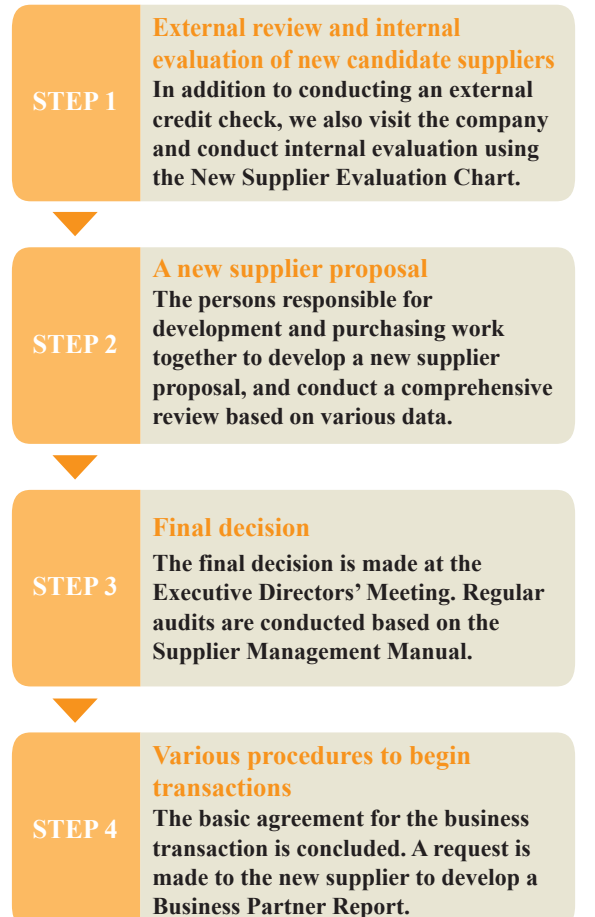 STEP 1
External review and internal
evaluation of new candidate suppliers
In addition to conducting an external
credit check, we also visit the company
and conduct internal evaluation using
the New Supplier Evaluation Chart.
STEP 2
A new supplier proposal
The persons responsible for
development and purchasing work
together to develop a new supplier
proposal, and conduct a comprehensive
review based on various data.
STEP 3
Final decision
The final decision is made at the
Executive Directors’ Meeting. Regular
audits are conducted based on the
Supplier Management Manual.
STEP 4
Various procedures to begin
transactions
The basic agreement for the business
transaction is concluded. A request is
made to the new supplier to develop a
Business Partner Report.